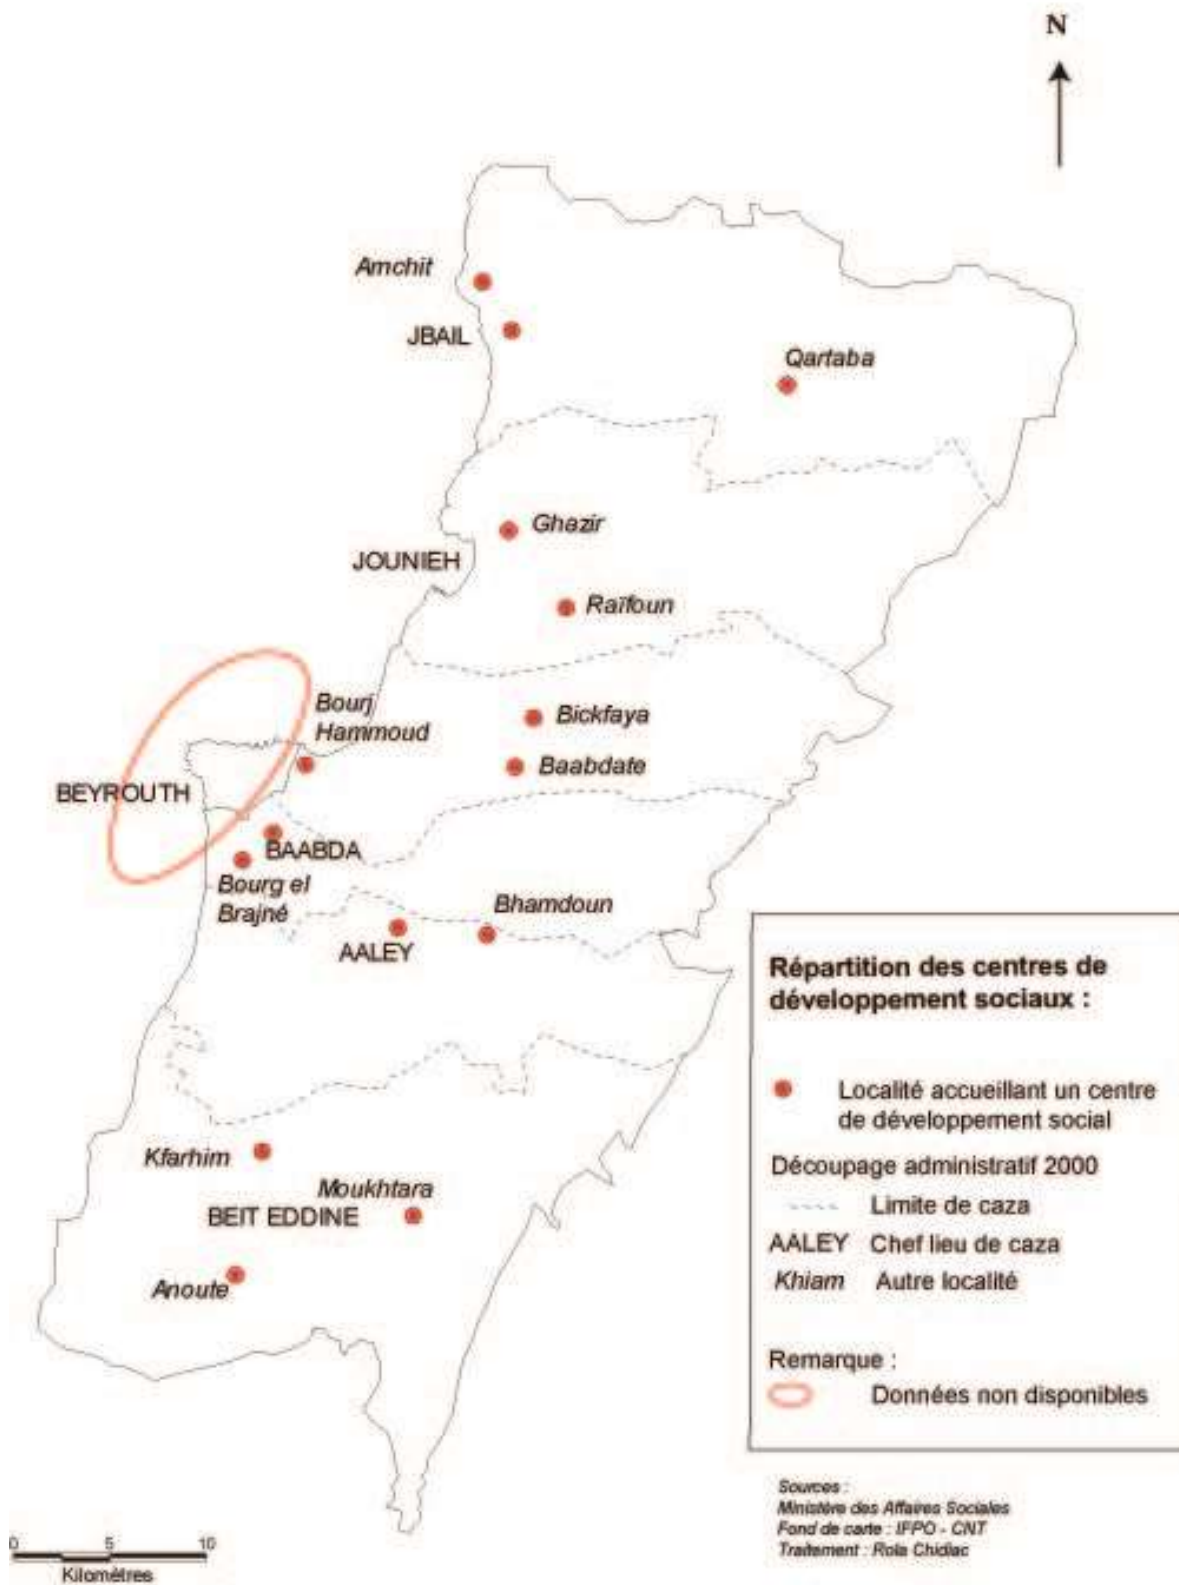 N
Amchit
JBAIL
Qartaba
Ghazir
JOUNIEH
Raïfoun
Bourj
Hammoud
Bickfaya
Baabdate
BEYROUTH
BAABDA
Bourg el
Brajné
Bhamdoun
AALEY
Kfarhim
Moukhtara
BEIT EDDINE
Anoute
Répartition des centres de
développement sociaux :
Localité accueillant un centre
de développement social
Découpage administratif 2000
Limite de caza
AALEY Chef lieu de caza
Khiam Autre localité
Remarque :
Données non disponibles
Sources :
Ministère des Affaires Sociales
Fond de carte : IFPO - CNT
Traitement : Rola Chidiac
0 5 10
Kilomètres